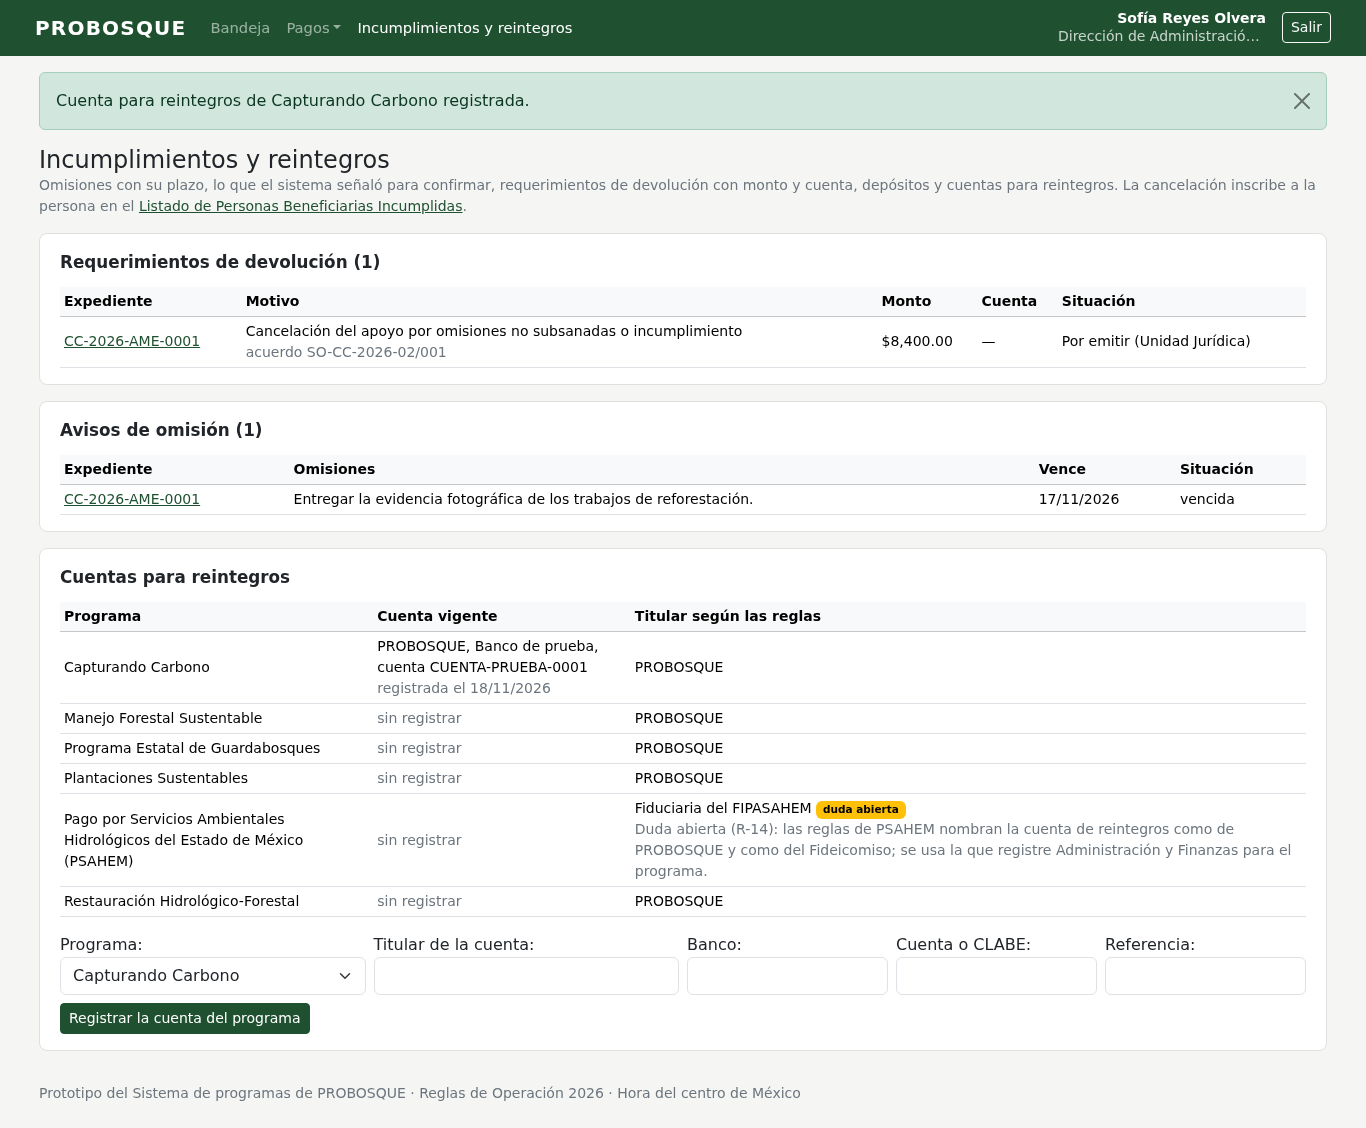 PROBOSQUE Bandeja Pagos Incumplimientos y reintegros Sofía Reyes Olvera Salir
Dirección de Administració…
Cuenta para reintegros de Capturando Carbono registrada.
Incumplimientos y reintegros
Omisiones con su plazo, lo que el sistema señaló para confirmar, requerimientos de devolución con monto y cuenta, depósitos y cuentas para reintegros. La cancelación inscribe a la
persona en el Listado de Personas Beneficiarias Incumplidas.
Requerimientos de devolución (1)
Expediente Motivo Monto Cuenta Situación
CC-2026-AME-0001 Cancelación del apoyo por omisiones no subsanadas o incumplimiento $8,400.00 — Por emitir (Unidad Jurídica)
acuerdo SO-CC-2026-02/001
Avisos de omisión (1)
Expediente Omisiones Vence Situación
CC-2026-AME-0001 Entregar la evidencia fotográfica de los trabajos de reforestación. 17/11/2026 vencida
Cuentas para reintegros
Programa Cuenta vigente Titular según las reglas
Capturando Carbono PROBOSQUE, Banco de prueba, PROBOSQUE
cuenta CUENTA-PRUEBA-0001
registrada el 18/11/2026
Manejo Forestal Sustentable sin registrar PROBOSQUE
Programa Estatal de Guardabosques sin registrar PROBOSQUE
Plantaciones Sustentables sin registrar PROBOSQUE
Pago por Servicios Ambientales
Hidrológicos del Estado de México
(PSAHEM)
sin registrar
Fiduciaria del FIPASAHEM duda abierta
Duda abierta (R-14): las reglas de PSAHEM nombran la cuenta de reintegros como de
PROBOSQUE y como del Fideicomiso; se usa la que registre Administración y Finanzas para el
programa.
Restauración Hidrológico-Forestal sin registrar PROBOSQUE
Programa: Titular de la cuenta: Banco: Cuenta o CLABE: Referencia:
Capturando Carbono
Registrar la cuenta del programa
Prototipo del Sistema de programas de PROBOSQUE · Reglas de Operación 2026 · Hora del centro de México